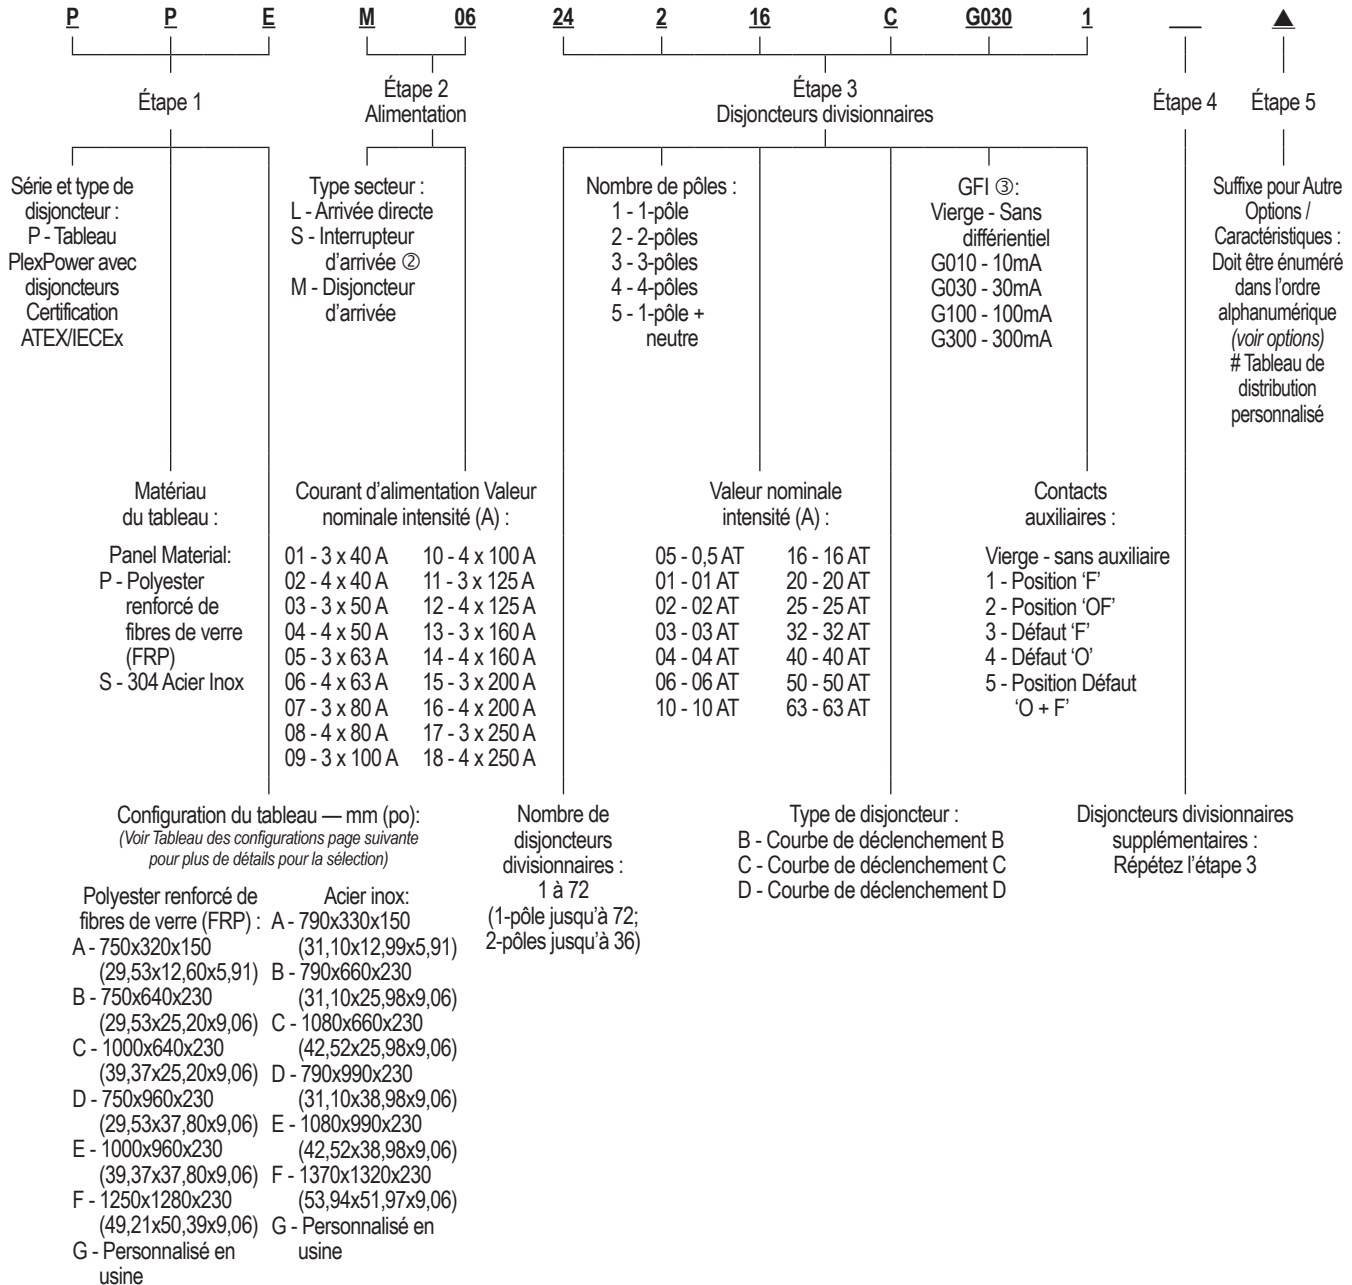 P P E M 06 24 2 16 C G030 1 ▲
Étape 1
Étape 2
Alimentation
Étape 3
Disjoncteurs divisionnaires
Étape 4
Étape 5
Série et type de
disjoncteur :
P - Tableau
PlexPower avec
disjoncteurs
Certification
ATEX/IECEx
Type secteur :
L - Arrivée directe
S - Interrupteur
d’arrivée ②
M - Disjoncteur
d’arrivée
Nombre de pôles :
1 - 1-pôle
2 - 2-pôles
3 - 3-pôles
4 - 4-pôles
5 - 1-pôle +
neutre
GFI ③:
Vierge - Sans
différientiel
G010 - 10mA
G030 - 30mA
G100 - 100mA
G300 - 300mA
Suffixe pour Autre
Options /
Caractéristiques :
Doit être énuméré
dans l’ordre
alphanumérique
(voir options)
# Tableau de
distribution
personnalisé
Matériau
du tableau :
Panel Material:
P - Polyester
renforcé de
fibres de verre
(FRP)
S - 304 Acier Inox
Courant d’alimentation Valeur
nominale intensité (A) :
01 - 3 x 40 A 10 - 4 x 100 A
02 - 4 x 40 A 11 - 3 x 125 A
03 - 3 x 50 A 12 - 4 x 125 A
04 - 4 x 50 A 13 - 3 x 160 A
05 - 3 x 63 A 14 - 4 x 160 A
06 - 4 x 63 A 15 - 3 x 200 A
07 - 3 x 80 A 16 - 4 x 200 A
08 - 4 x 80 A 17 - 3 x 250 A
09 - 3 x 100 A 18 - 4 x 250 A
Valeur nominale
intensité (A) :
05 - 0,5 AT 16 - 16 AT
01 - 01 AT 20 - 20 AT
02 - 02 AT 25 - 25 AT
03 - 03 AT 32 - 32 AT
04 - 04 AT 40 - 40 AT
06 - 06 AT 50 - 50 AT
10 - 10 AT 63 - 63 AT
Contacts
auxiliaires :
Vierge - sans auxiliaire
1 - Position ‘F’
2 - Position ‘OF’
3 - Défaut ‘F’
4 - Défaut ‘O’
5 - Position Défaut
‘O + F’
Configuration du tableau — mm (po):
(Voir Tableau des configurations page suivante
pour plus de détails pour la sélection)
Polyester renforcé de
fibres de verre (FRP) :
A - 750x320x150
(29,53x12,60x5,91)
B - 750x640x230
(29,53x25,20x9,06)
C - 1000x640x230
(39,37x25,20x9,06)
D - 750x960x230
(29,53x37,80x9,06)
E - 1000x960x230
(39,37x37,80x9,06)
F - 1250x1280x230
(49,21x50,39x9,06)
G - Personnalisé en
usine
Acier inox:
A - 790x330x150
(31,10x12,99x5,91)
B - 790x660x230
(31,10x25,98x9,06)
C - 1080x660x230
(42,52x25,98x9,06)
D - 790x990x230
(31,10x38,98x9,06)
E - 1080x990x230
(42,52x38,98x9,06)
F - 1370x1320x230
(53,94x51,97x9,06)
G - Personnalisé en
usine
Nombre de
disjoncteurs
divisionnaires :
1 à 72
(1-pôle jusqu’à 72;
2-pôles jusqu’à 36)
Type de disjoncteur :
B - Courbe de déclenchement B
C - Courbe de déclenchement C
D - Courbe de déclenchement D
Disjoncteurs divisionnaires
supplémentaires :
Répétez l’étape 3